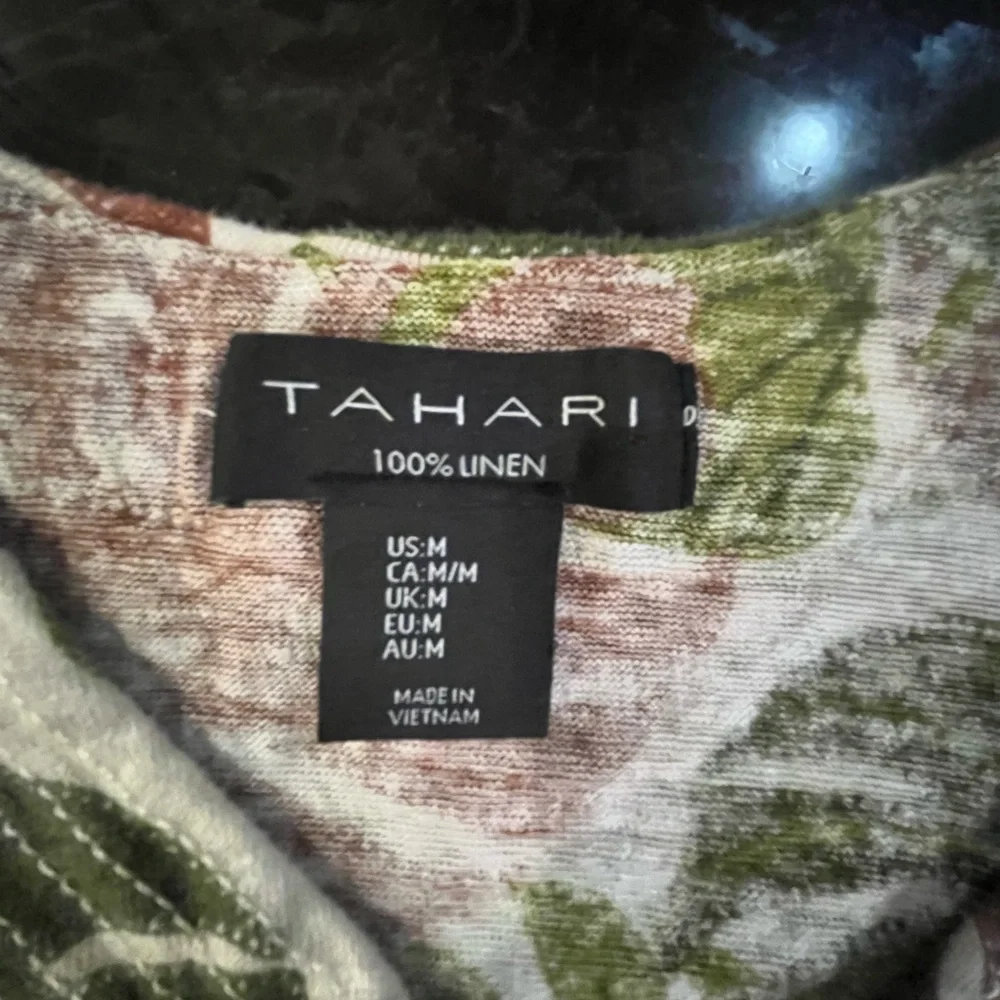 TAHARI
100% LINEN
US:M
CA:M/M
UK:M
EU:M
AU:M
MADE IN
VIETNAM